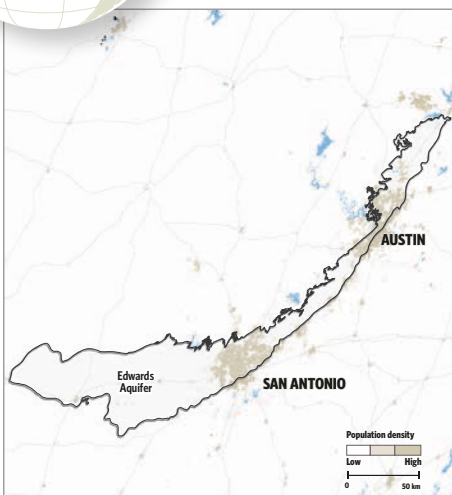 AUSTIN
Edwards
Aquifer
SAN ANTONIO
Population density
Low High
0 50 km